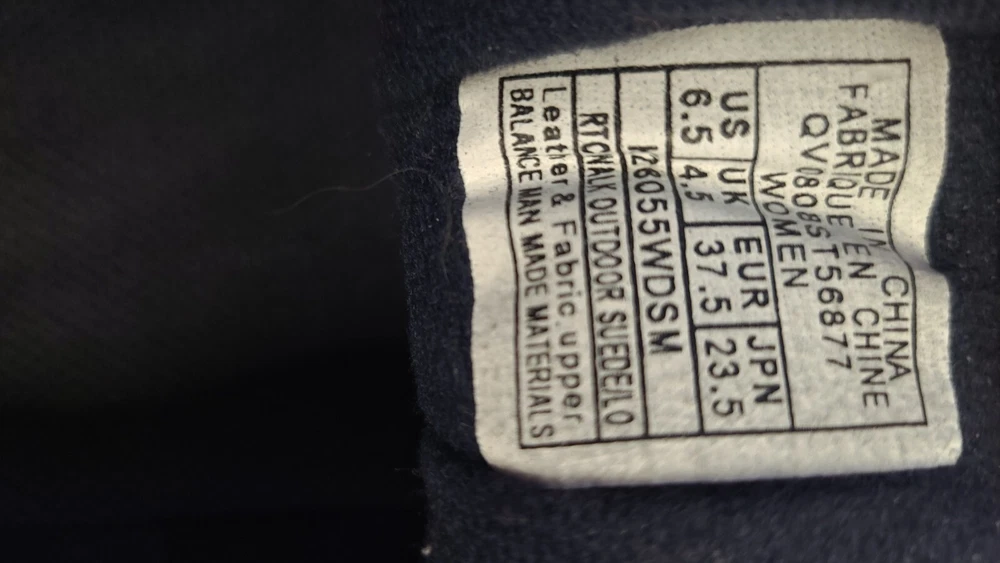 MADE IN CHINA
FABRIQUE EN CHINE
QV0808ST56877
WOMEN
US UK EUR JPN
6.5 4.5 37.5 23.5
126055WDSM
RTCWALK OUTDOOR SUEDE/LO
Leather & Fabric upper
BALANCE MAN MADE MATERIALS